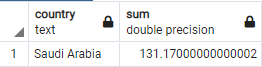 country sum
text double precision
1 Saudi Arabia 131.17000000000002